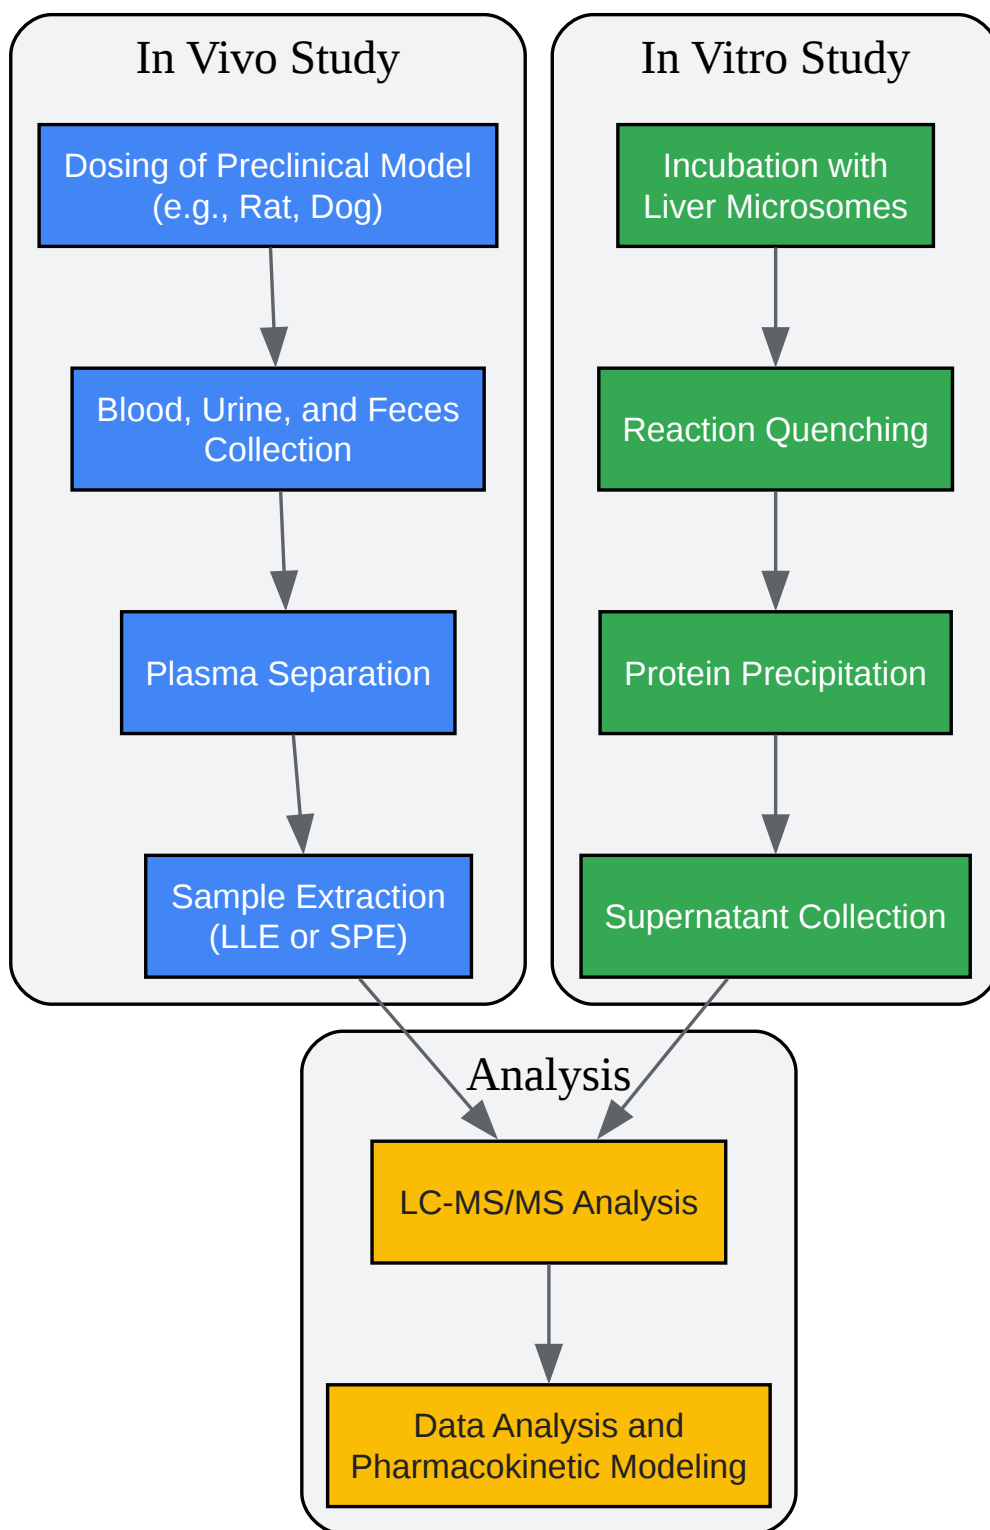 In Vivo Study
Dosing of Preclinical Model
(e.g., Rat, Dog)
Blood, Urine, and Feces
Collection
Plasma Separation
Sample Extraction
(LLE or SPE)
In Vitro Study
Incubation with
Liver Microsomes
Reaction Quenching
Protein Precipitation
Supernatant Collection
Analysis
LC-MS/MS Analysis
Data Analysis and
Pharmacokinetic Modeling